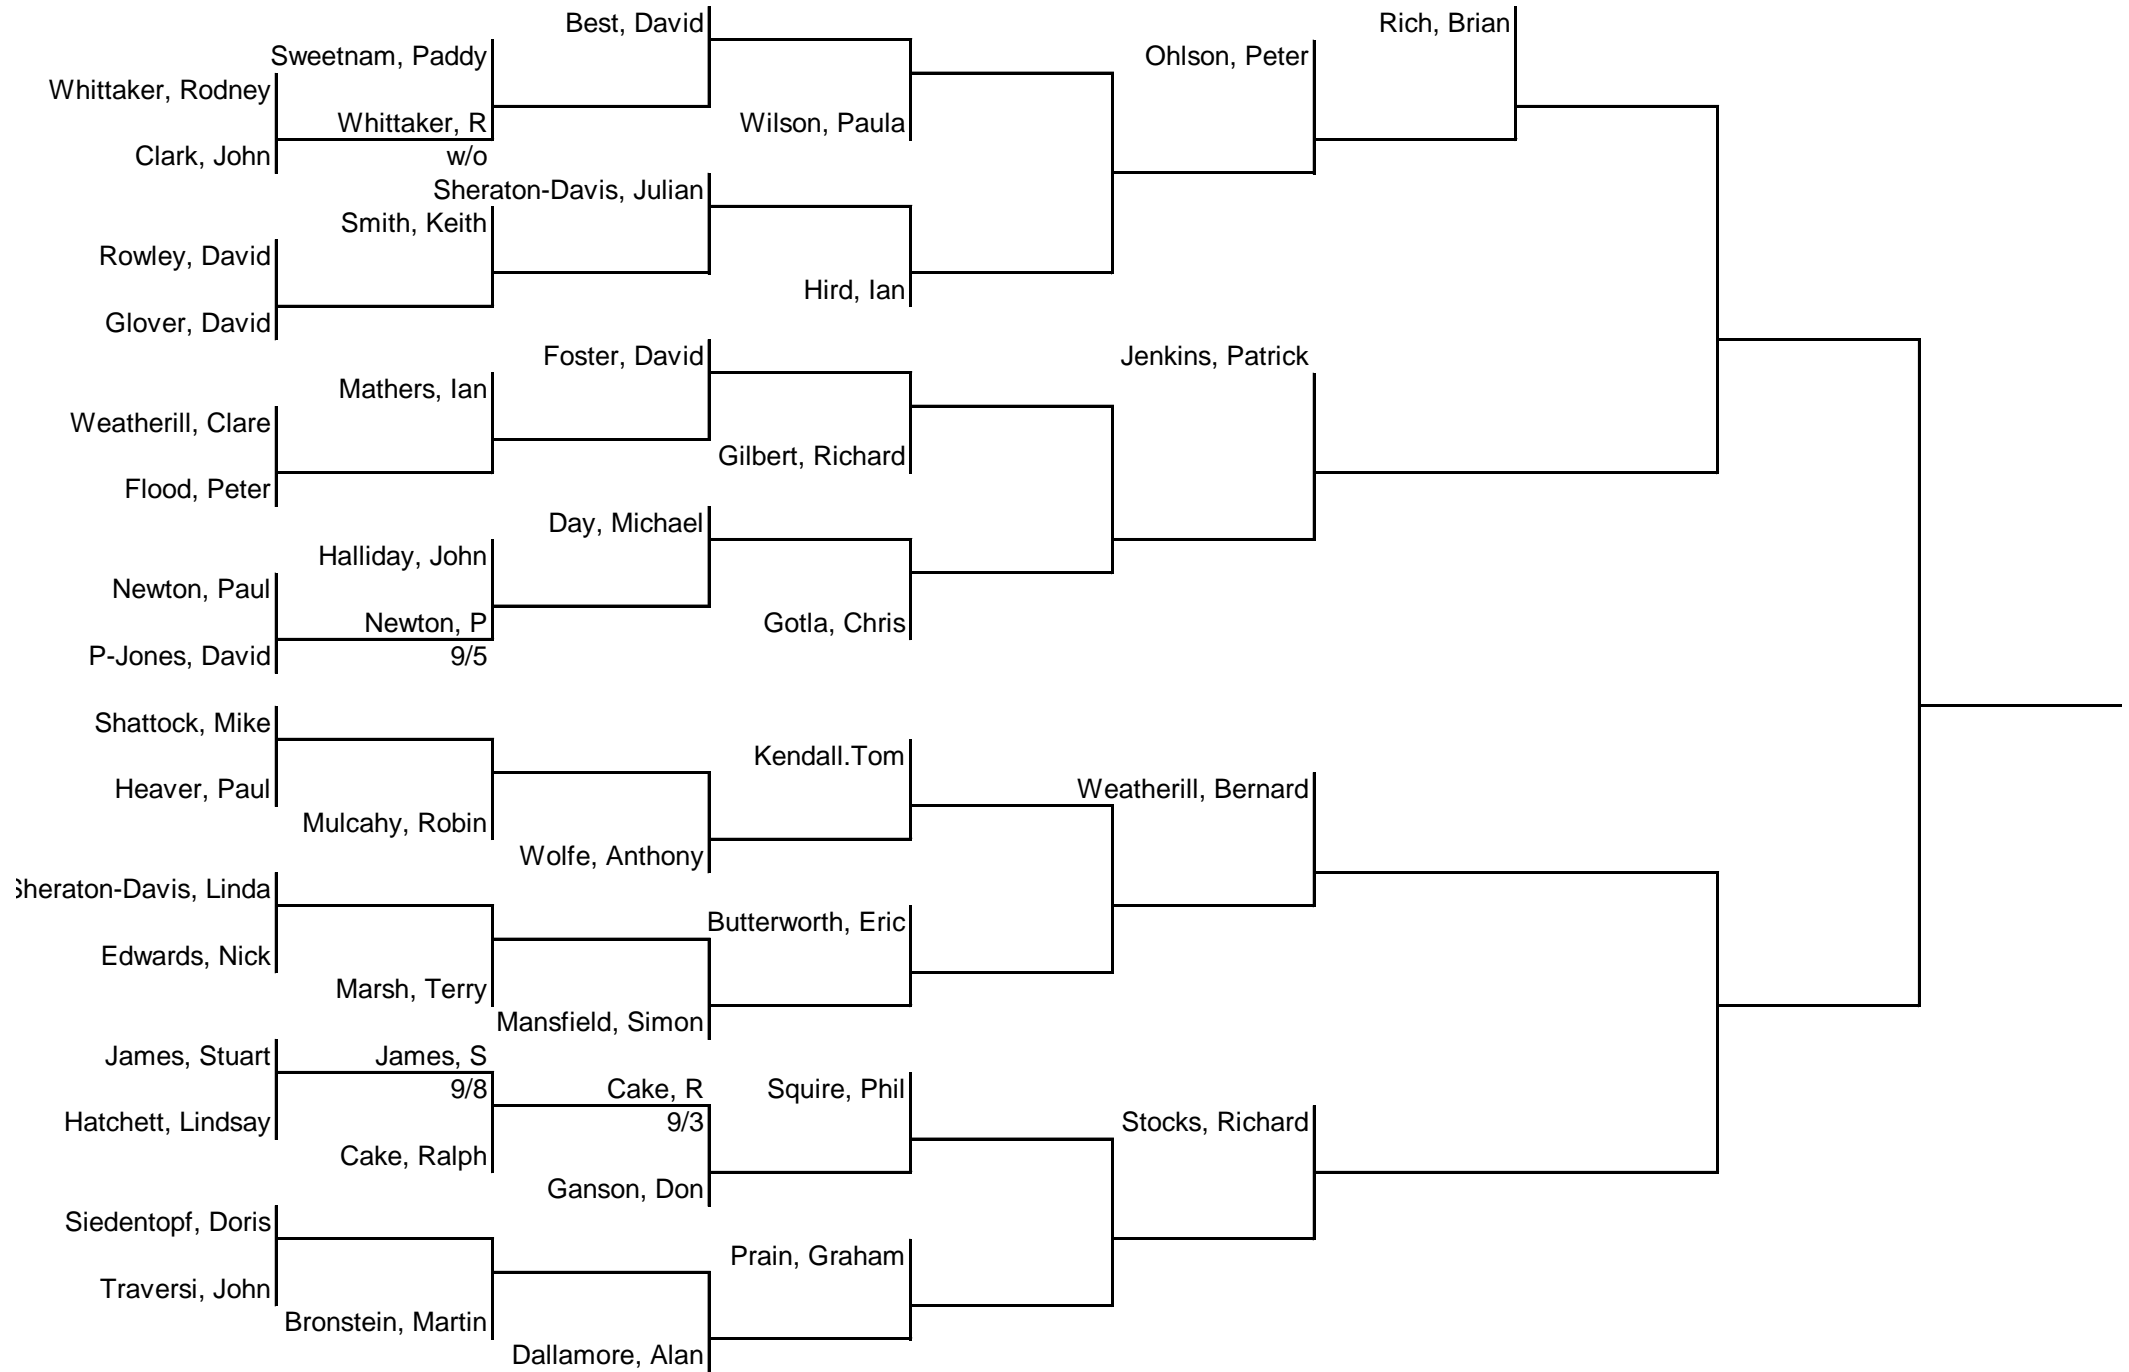 Best, David
Rich, Brian
Sweetnam, Paddy
Ohlson, Peter
Whittaker, Rodney
Whittaker, R
Wilson, Paula
Clark, John
w/o
Sheraton-Davis, Julian
Smith, Keith
Rowley, David
Hird, Ian
Glover, David
Foster, David
Jenkins, Patrick
Mathers, Ian
Weatherill, Clare
Gilbert, Richard
Flood, Peter
Day, Michael
Halliday, John
Newton, Paul
Newton, P
Gotla, Chris
P-Jones, David
9/5
Shattock, Mike
Kendall.Tom
Heaver, Paul
Weatherill, Bernard
Mulcahy, Robin
Wolfe, Anthony
Sheraton-Davis, Linda
Butterworth, Eric
Edwards, Nick
Marsh, Terry
Mansfield, Simon
James, Stuart
James, S
9/8
Cake, R
Squire, Phil
Hatchett, Lindsay
9/3
Stocks, Richard
Cake, Ralph
Ganson, Don
Siedentopf, Doris
Prain, Graham
Traversi, John
Bronstein, Martin
Dallamore, Alan